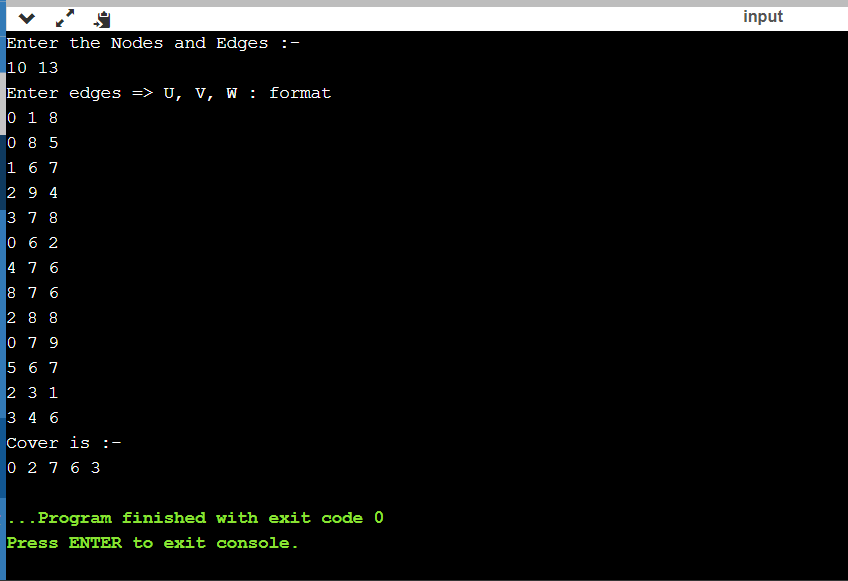 input
Enter the Nodes and Edges :-
10 13
Enter edges => U, V, W : format
0 1 8
0 8 5
1 6 7
2 9 4
3 7 8
0 6 2
4 7 6
8 7 6
2 8 8
0 7 9
5 6 7
2 3 1
3 4 6
Cover is :-
0 2 7 6 3
...Program finished with exit code 0
Press ENTER to exit console.